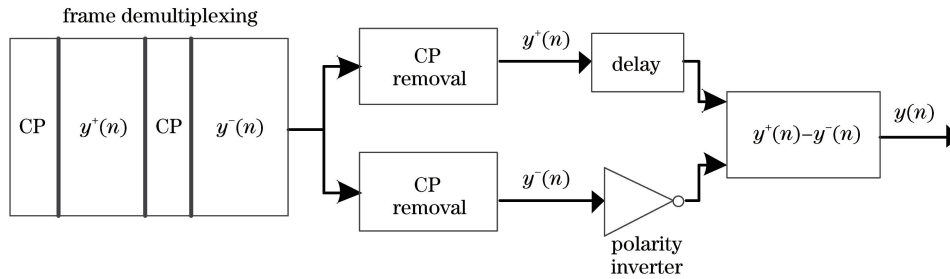 frame demultiplexing
CP
y⁺(n)
CP
y⁻(n)
CP
removal
y⁺(n)
delay
CP
removal
y⁻(n)
polarity
inverter
y⁺(n)−y⁻(n)
y(n)